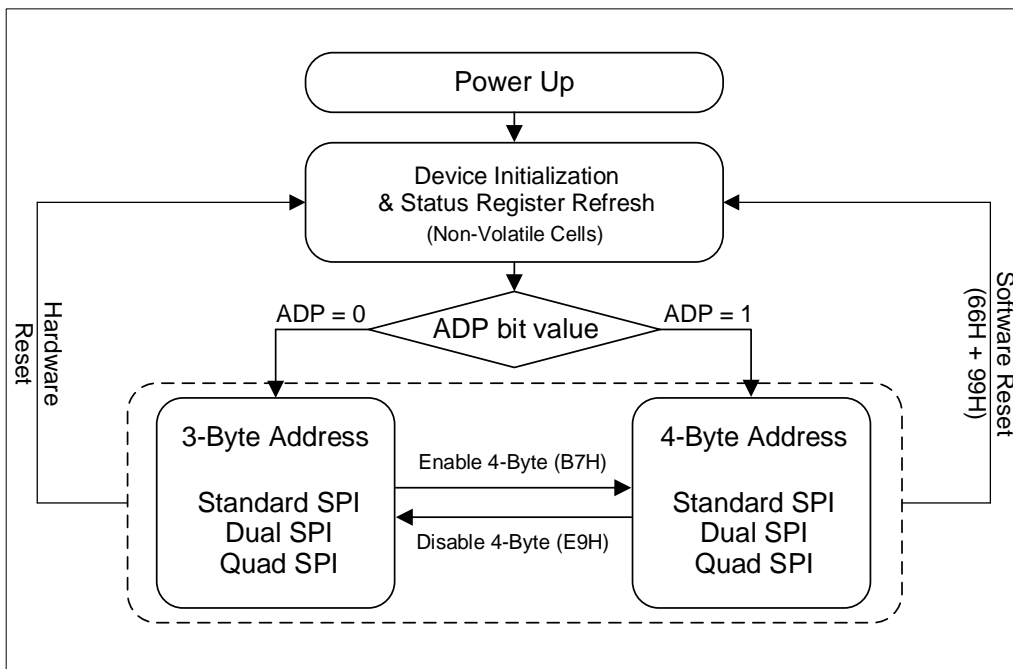 Power Up
Device Initialization
& Status Register Refresh
(Non-Volatile Cells)
ADP = 0
ADP bit value
ADP = 1
Hardware
Reset
Software Reset
(66H + 99H)
3-Byte Address
Standard SPI
Dual SPI
Quad SPI
Enable 4-Byte (B7H)
Disable 4-Byte (E9H)
4-Byte Address
Standard SPI
Dual SPI
Quad SPI